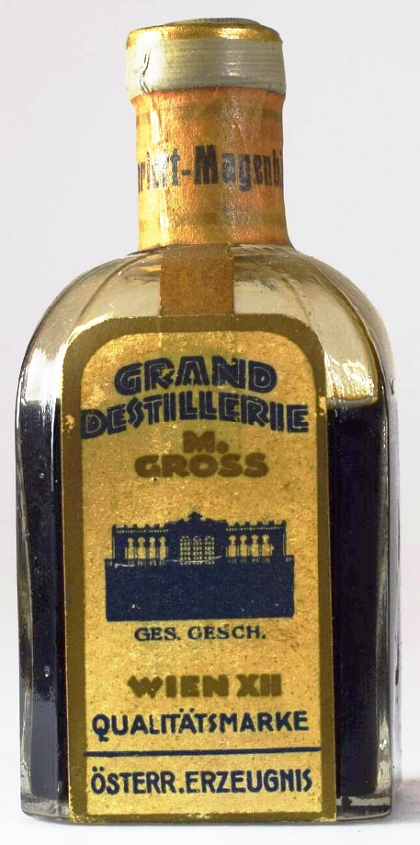 GRAND
DESTILLERIE
M.
GROSS
GES. GESCH.
WIEN XII
QUALITÄTSMARKE
ÖSTERR. ERZEUGNIS